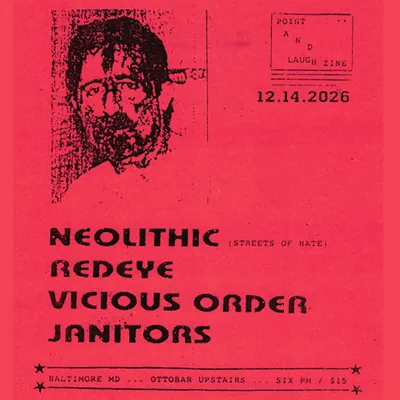 POINT
AND
LAUGH ZINE
12.14.2026
NEOLITHIC (STREETS OF HATE)
REDEYE
VICIOUS ORDER
JANITORS
BALTIMORE MD ... OTTOBAR UPSTAIRS ... SIX PM / $15